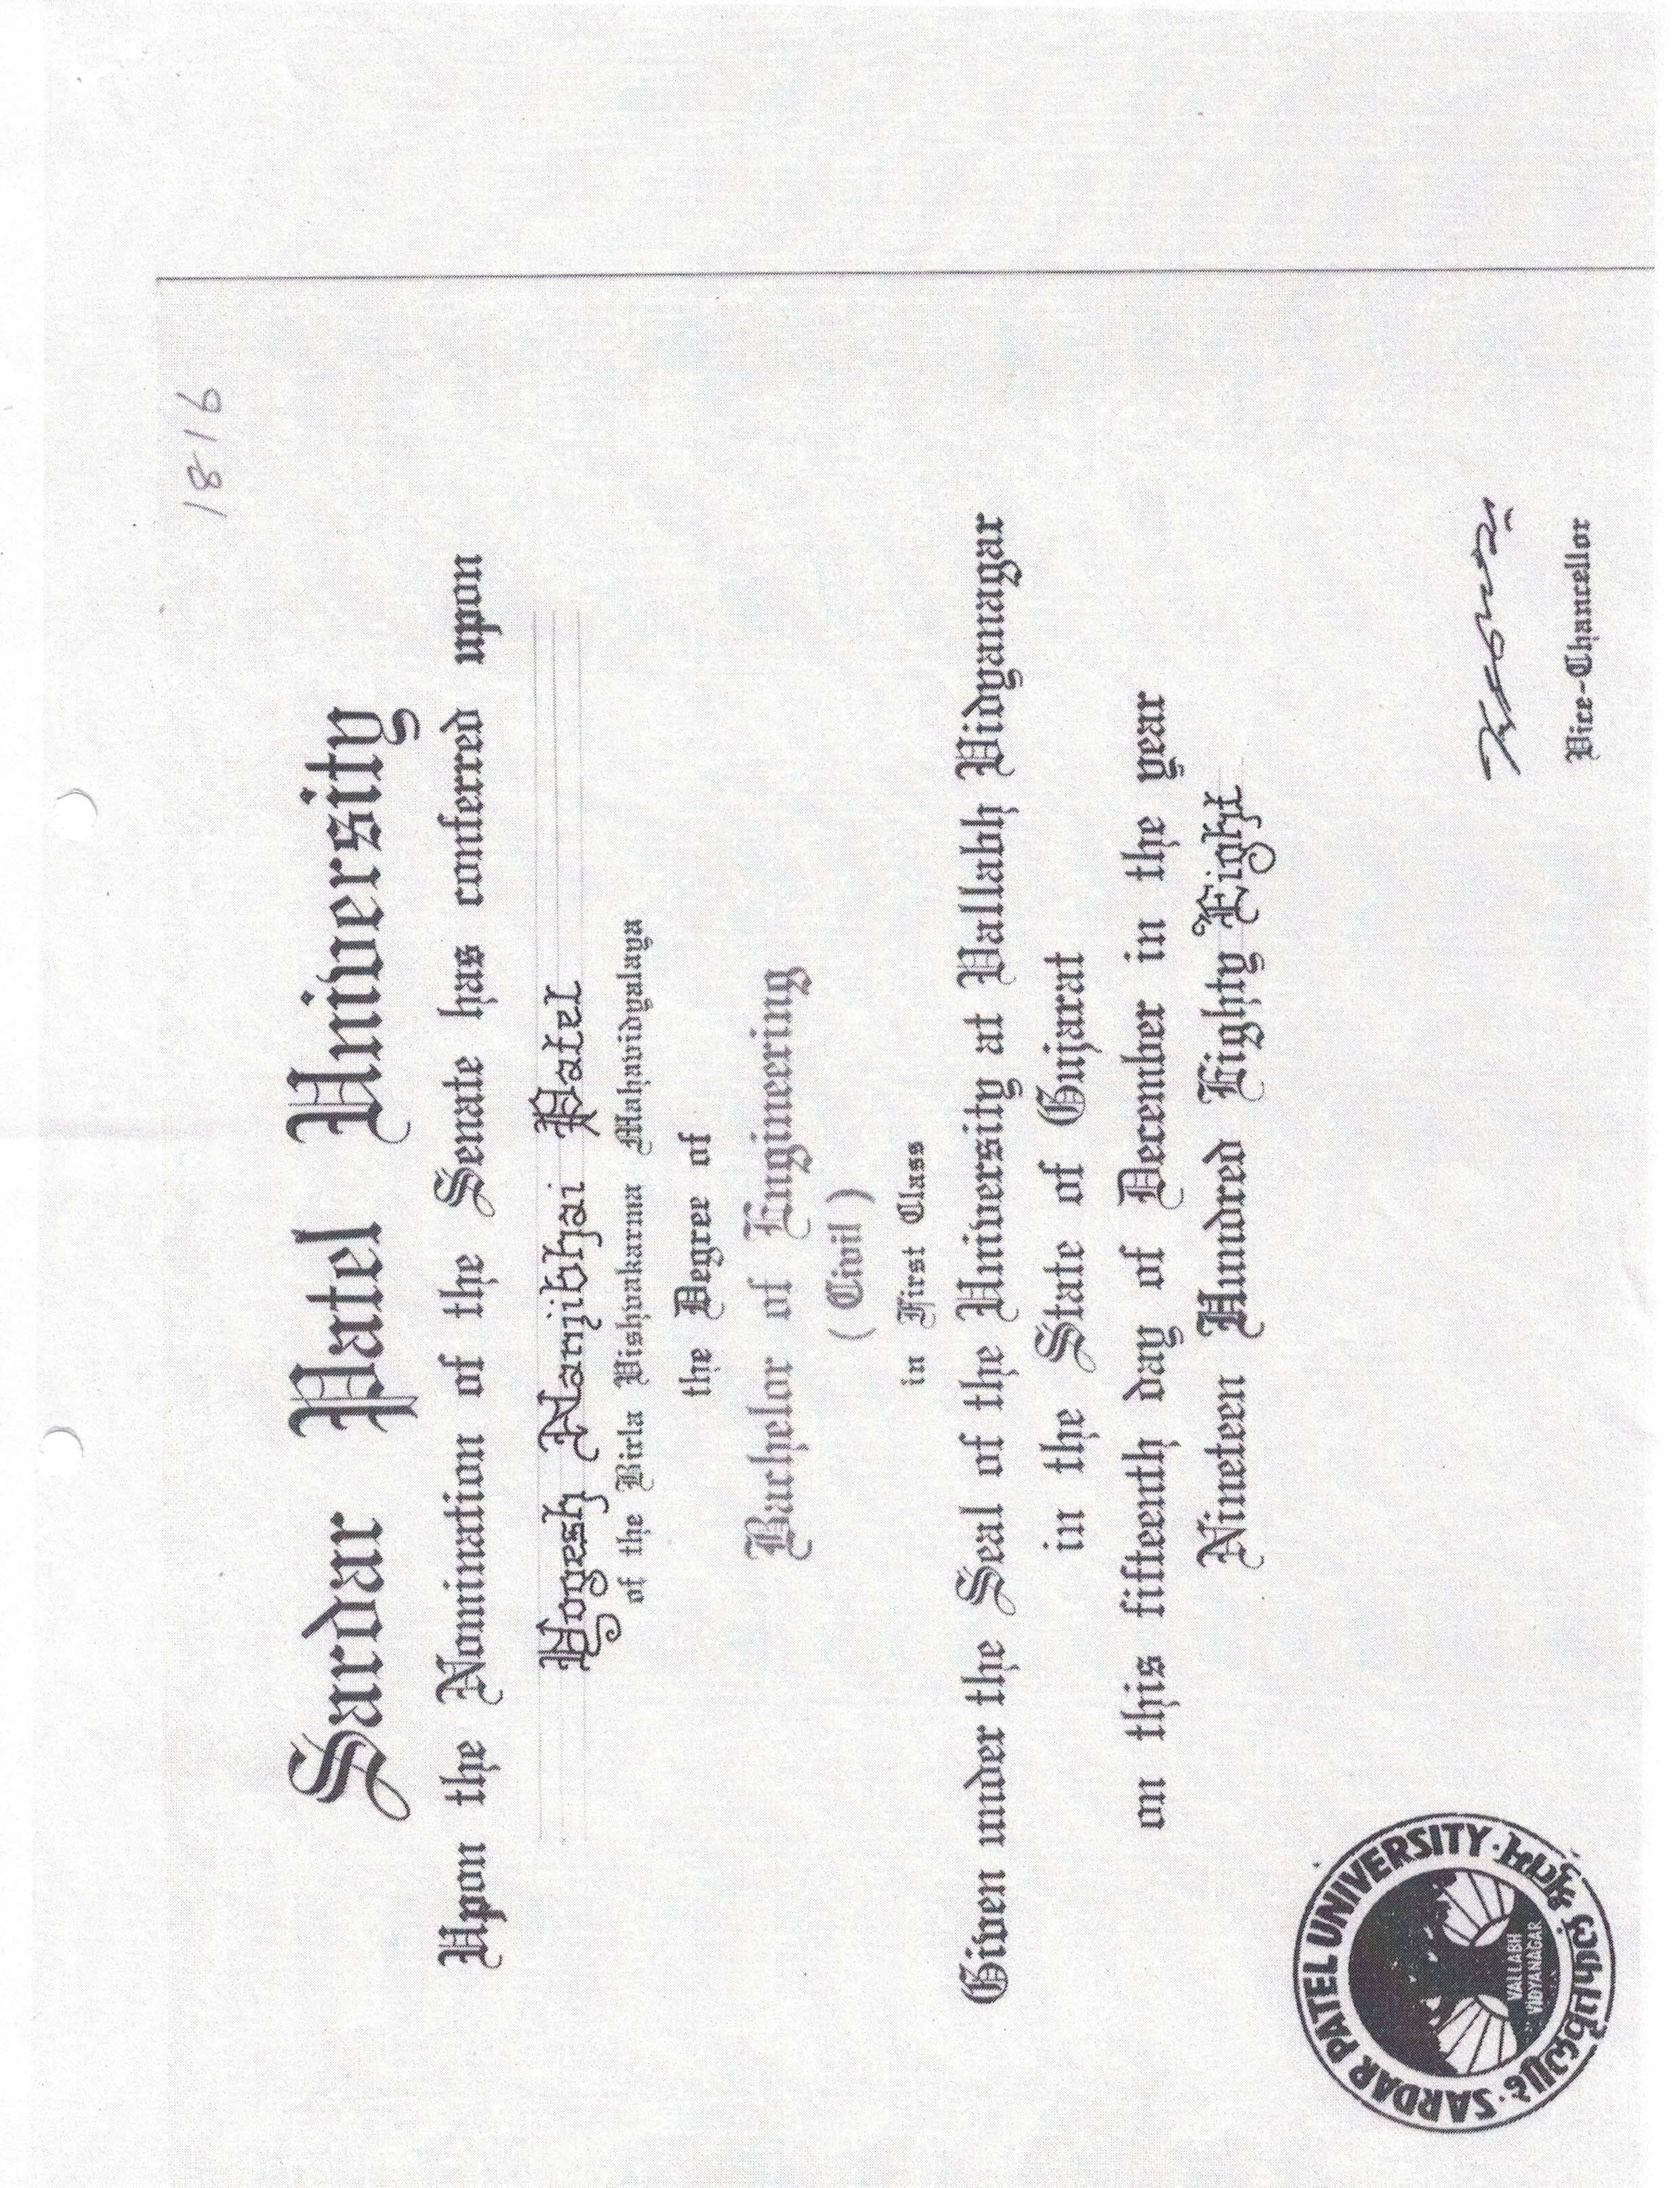 1816
Sardar Patel University
Upon the Nomination of the Senate has conferred upon
Yogesh Nanjibhai Patel
of the Birla Vishvakarma Mahavidyalaya
the Degree of
Bachelor of Engineering
( Civil )
in First Class
Given under the Seal of the University at Vallabh Vidyanagar
in the State of Gujarat
on this fifteenth day of December in the year
Nineteen Hundred Eighty Eight
SARDAR PATEL UNIVERSITY
VALLABH
VIDYANAGAR
Vice-Chancellor